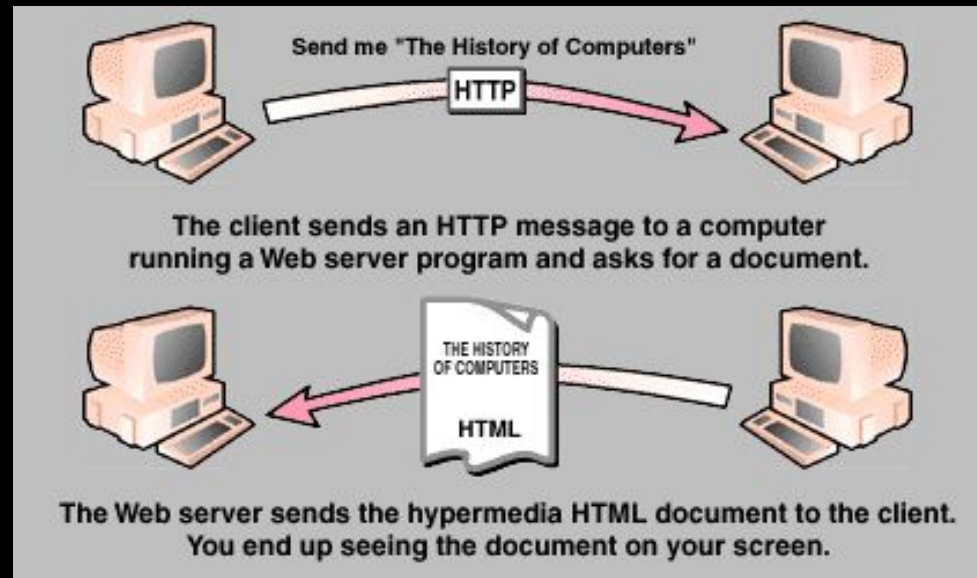 Send me "The History of Computers"
HTTP
The client sends an HTTP message to a computer
running a Web server program and asks for a document.
THE HISTORY
OF COMPUTERS
HTML
The Web server sends the hypermedia HTML document to the client.
You end up seeing the document on your screen.